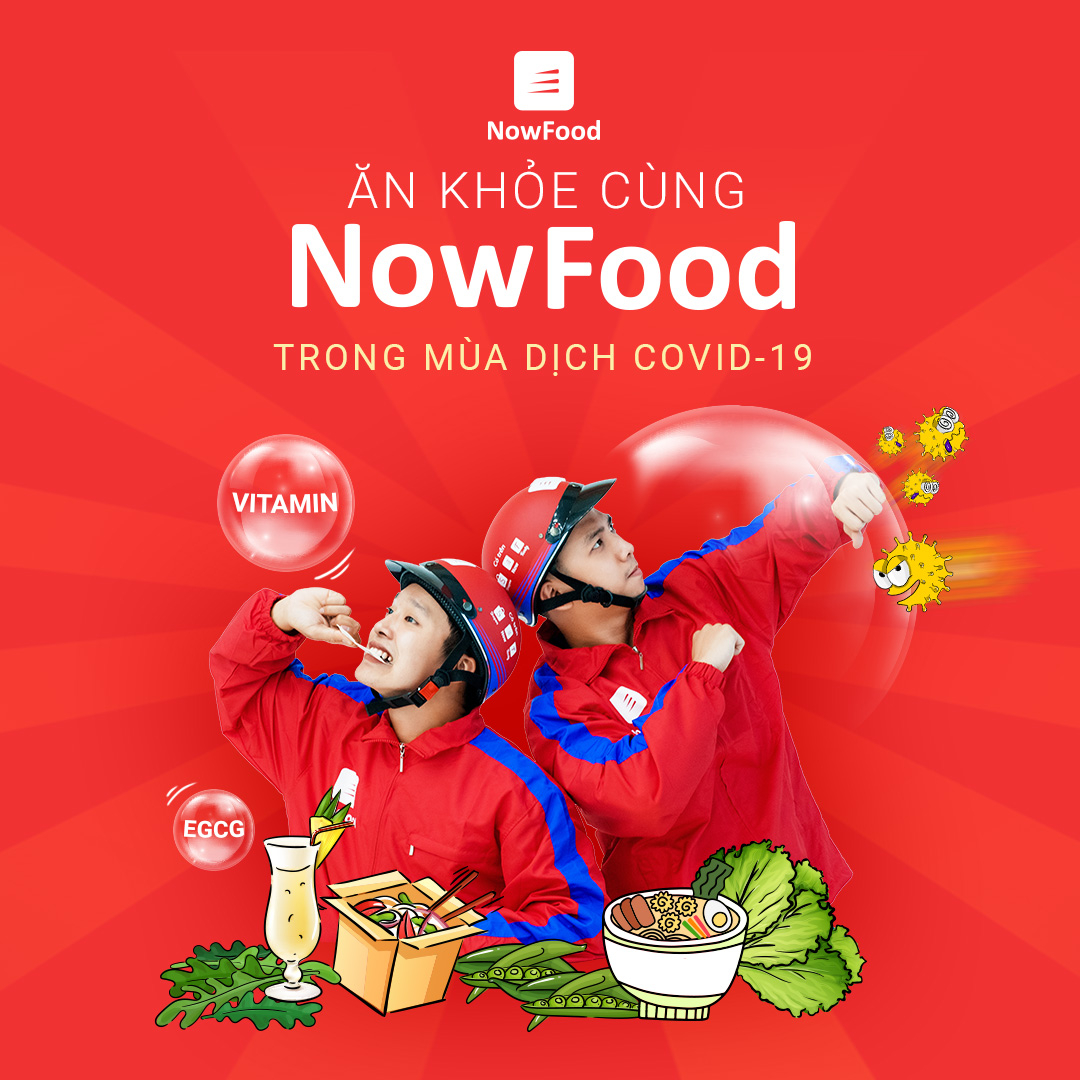 NowFood
ĂN KHỎE CÙNG
NowFood
TRONG MÙA DỊCH COVID-19
VITAMIN
EGCG